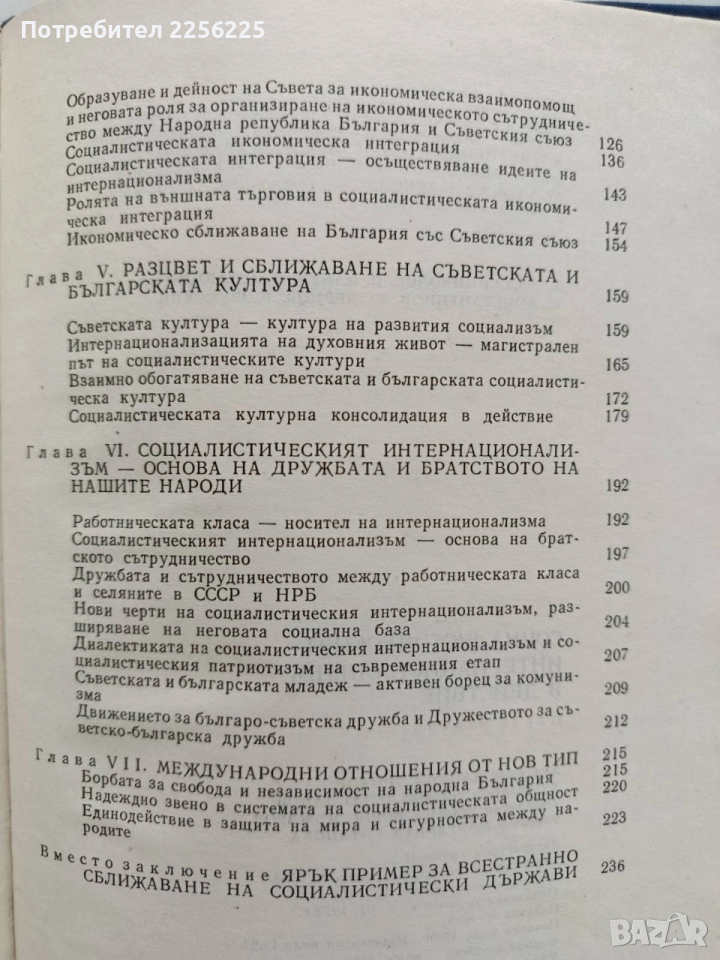 Потребител 2256225
Образуване и дейност на Съвета за икономическа взаимопомощ
и неговата роля за организиране на икономическото сътрудниче-
ство между Народна република България и Съветския съюз 126
Социалистическата икономическа интеграция 136
Социалистическата интеграция — осъществяване идеите на
интернационализма 143
Ролята на външната търговия в социалистическата икономи-
ческа интеграция 147
Икономическо сближаване на България със Съветския съюз 154
Глава V. РАЗЦВЕТ И СБЛИЖАВАНЕ НА СЪВЕТСКАТА И
БЪЛГАРСКАТА КУЛТУРА 159
Съветската култура — култура на развития социализъм 159
Интернационализацията на духовния живот — магистрален
път на социалистическите култури 165
Взаимно обогатяване на съветската и българската социалисти-
ческа култура 172
Социалистическата културна консолидация в действие 179
Глава VI. СОЦИАЛИСТИЧЕСКИЯТ ИНТЕРНАЦИОНАЛИ-
ЗЪМ — ОСНОВА НА ДРУЖБАТА И БРАТСТВОТО НА
НАШИТЕ НАРОДИ 192
Работническата класа — носител на интернационализма 192
Социалистическият интернационализъм — основа на брат-
ското сътрудничество 197
Дружбата и сътрудничеството между работническата класа
и селяните в СССР и НРБ 200
Нови черти на социалистическия интернационализъм, раз-
ширяване на неговата социална база 204
Диалектиката на социалистическия интернационализъм и со-
циалистическия патриотизъм на съвременния етап 207
Съветската и българската младеж — активен борец за комуни-
зма 209
Движението за българо-съветска дружба и Дружеството за съ-
ветско-българска дружба 212
Глава VII. МЕЖДУНАРОДНИ ОТНОШЕНИЯ ОТ НОВ ТИП 215
Борбата за свобода и независимост на народна България 215
Надеждно звено в системата на социалистическата общност 220
Единодействие в защита на мира и сигурността между на-
родите 223
Вместо заключение ЯРЪК ПРИМЕР ЗА ВСЕСТРАННО
СБЛИЖАВАНЕ НА СОЦИАЛИСТИЧЕСКИ ДЪРЖАВИ 236
BAZAR
bg